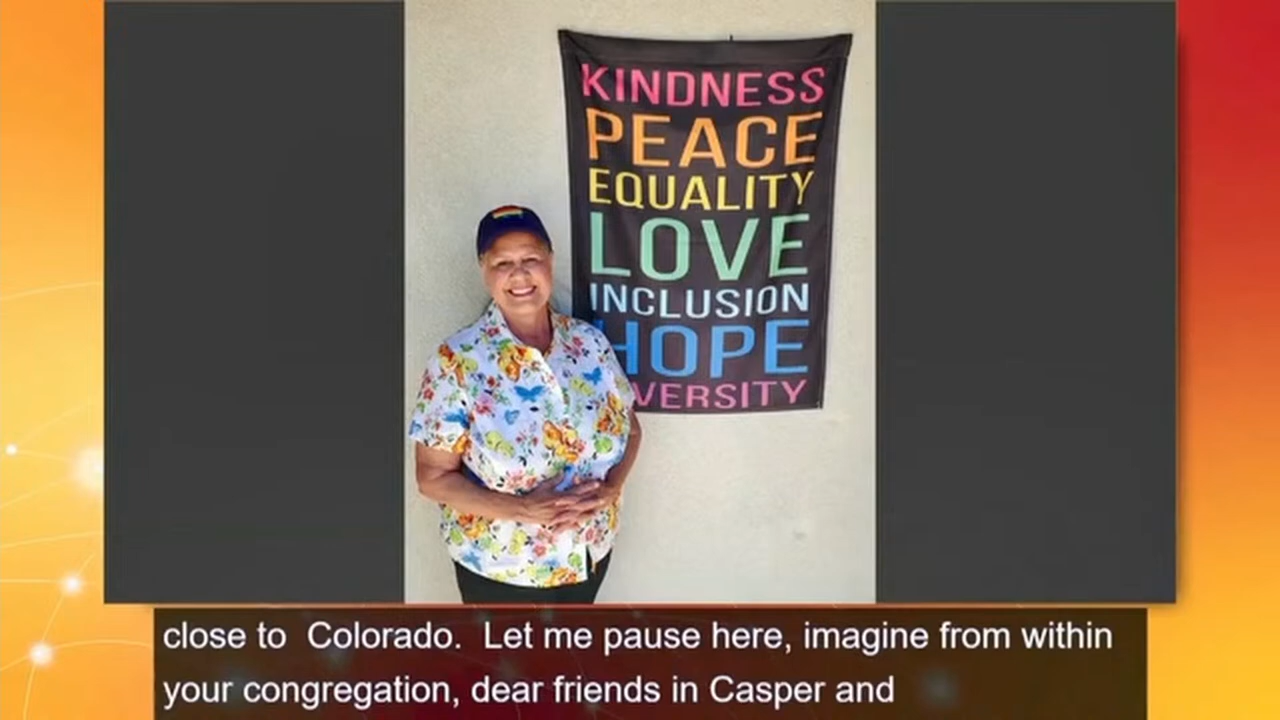 KINDNESS
PEACE
EQUALITY
LOVE
INCLUSION
HOPE
VERSITY
close to  Colorado.  Let me pause here, imagine from within
your congregation, dear friends in Casper and